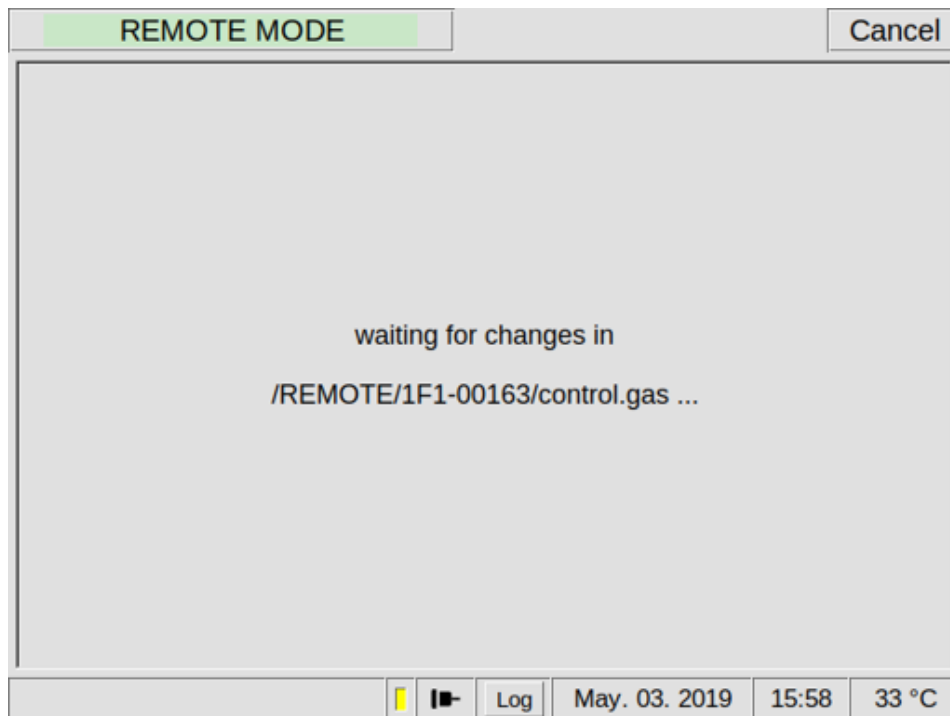 REMOTE MODE
Cancel
waiting for changes in
/REMOTE/1F1-00163/control.gas ...
Log
May. 03. 2019
15:58
33 °C